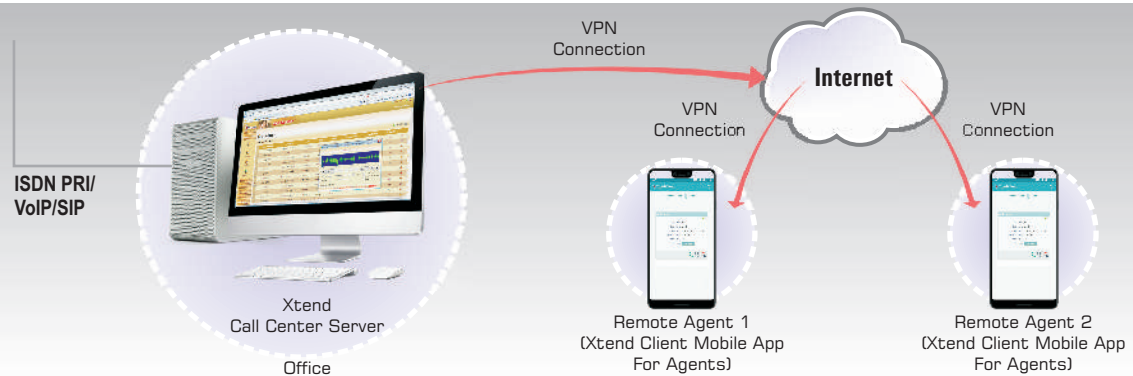 VPN
Connection
Internet
VPN
Connection
VPN
Connection
ISDN PRI/
VoIP/SIP
Xtend
Call Center Server
Office
Remote Agent 1
(Xtend Client Mobile App
For Agents)
Remote Agent 2
(Xtend Client Mobile App
For Agents)